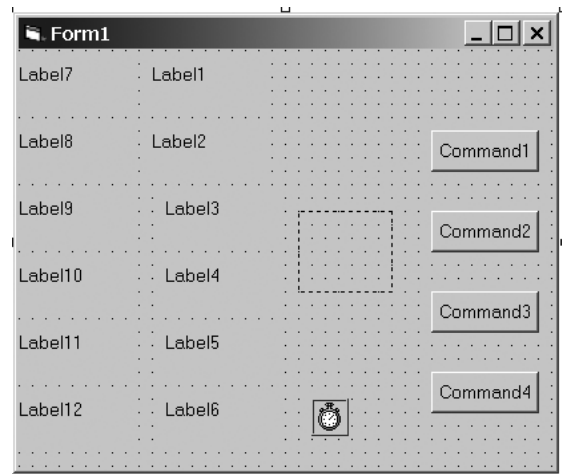 Form1
Label7 Label1
Label8 Label2
Command1
Label9 Label3
Command2
Label10 Label4
Command3
Label11 Label5
Command4
Label12 Label6